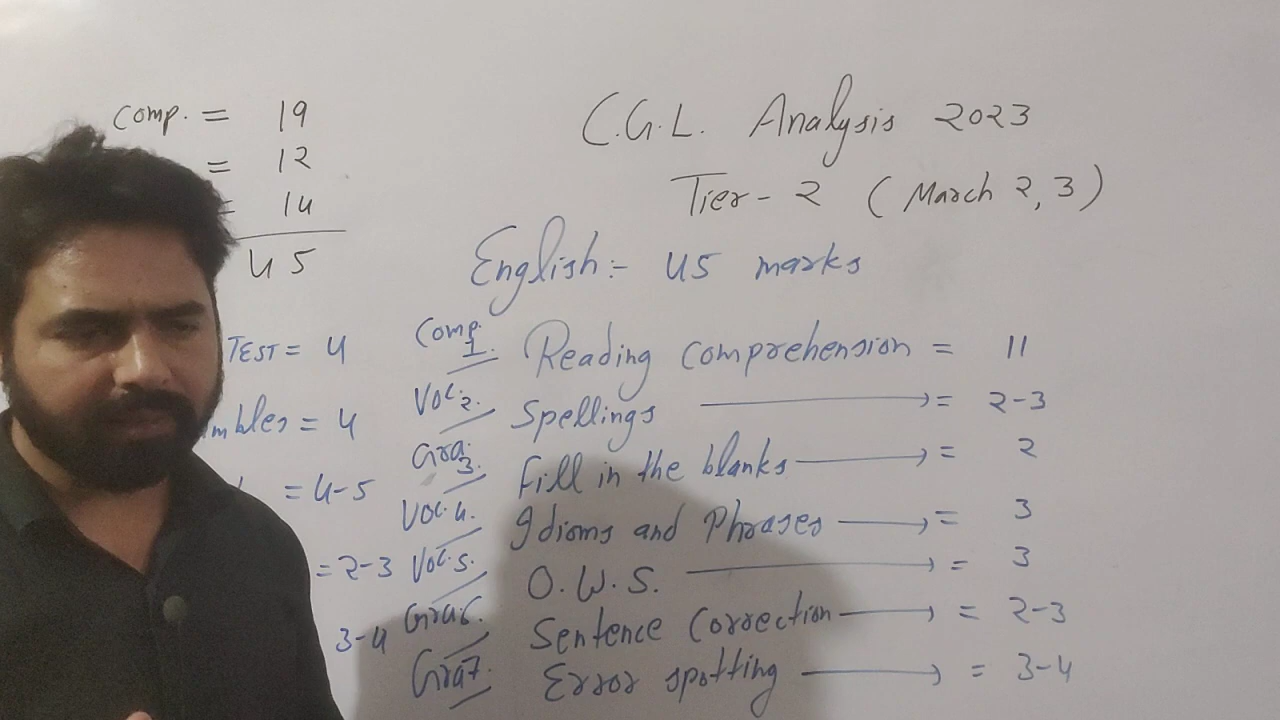 Comp. = 19
= 12
= 14
45
C.G.L. Analysis 2023
Tier - 2 (March 2, 3)
English:- 45 marks
TEST = 4
= 4
= 4-5
= 2-3
3-4
Comp. 1. Reading Comprehension = 11
Voc. 2. Spellings → = 2-3
Gra. 3. Fill in the blanks → = 2
Voc. 4. Idioms and Phrases → = 3
Voc. 5. O.W.S. → = 3
Gra 6. Sentence Correction → = 2-3
Gra 7. Error spotting → = 3-4